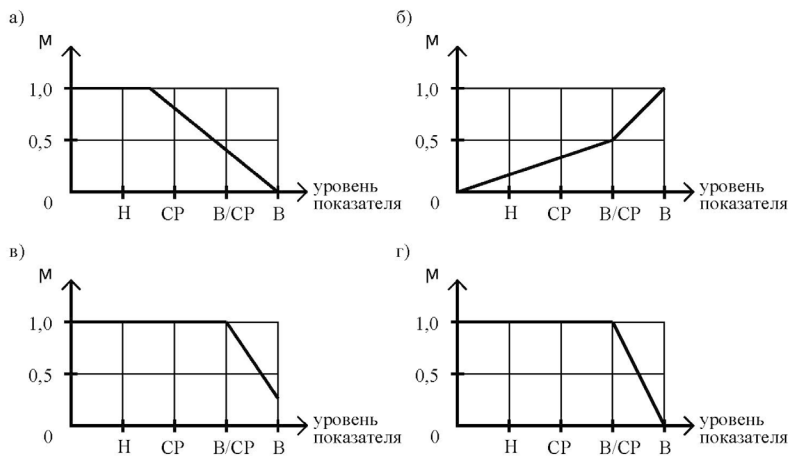 а)
М
1,0
0,5
0
Н СР В/СР В
уровень
показателя
б)
М
1,0
0,5
0
Н СР В/СР В
уровень
показателя
в)
М
1,0
0,5
0
Н СР В/СР В
уровень
показателя
г)
М
1,0
0,5
0
Н СР В/СР В
уровень
показателя